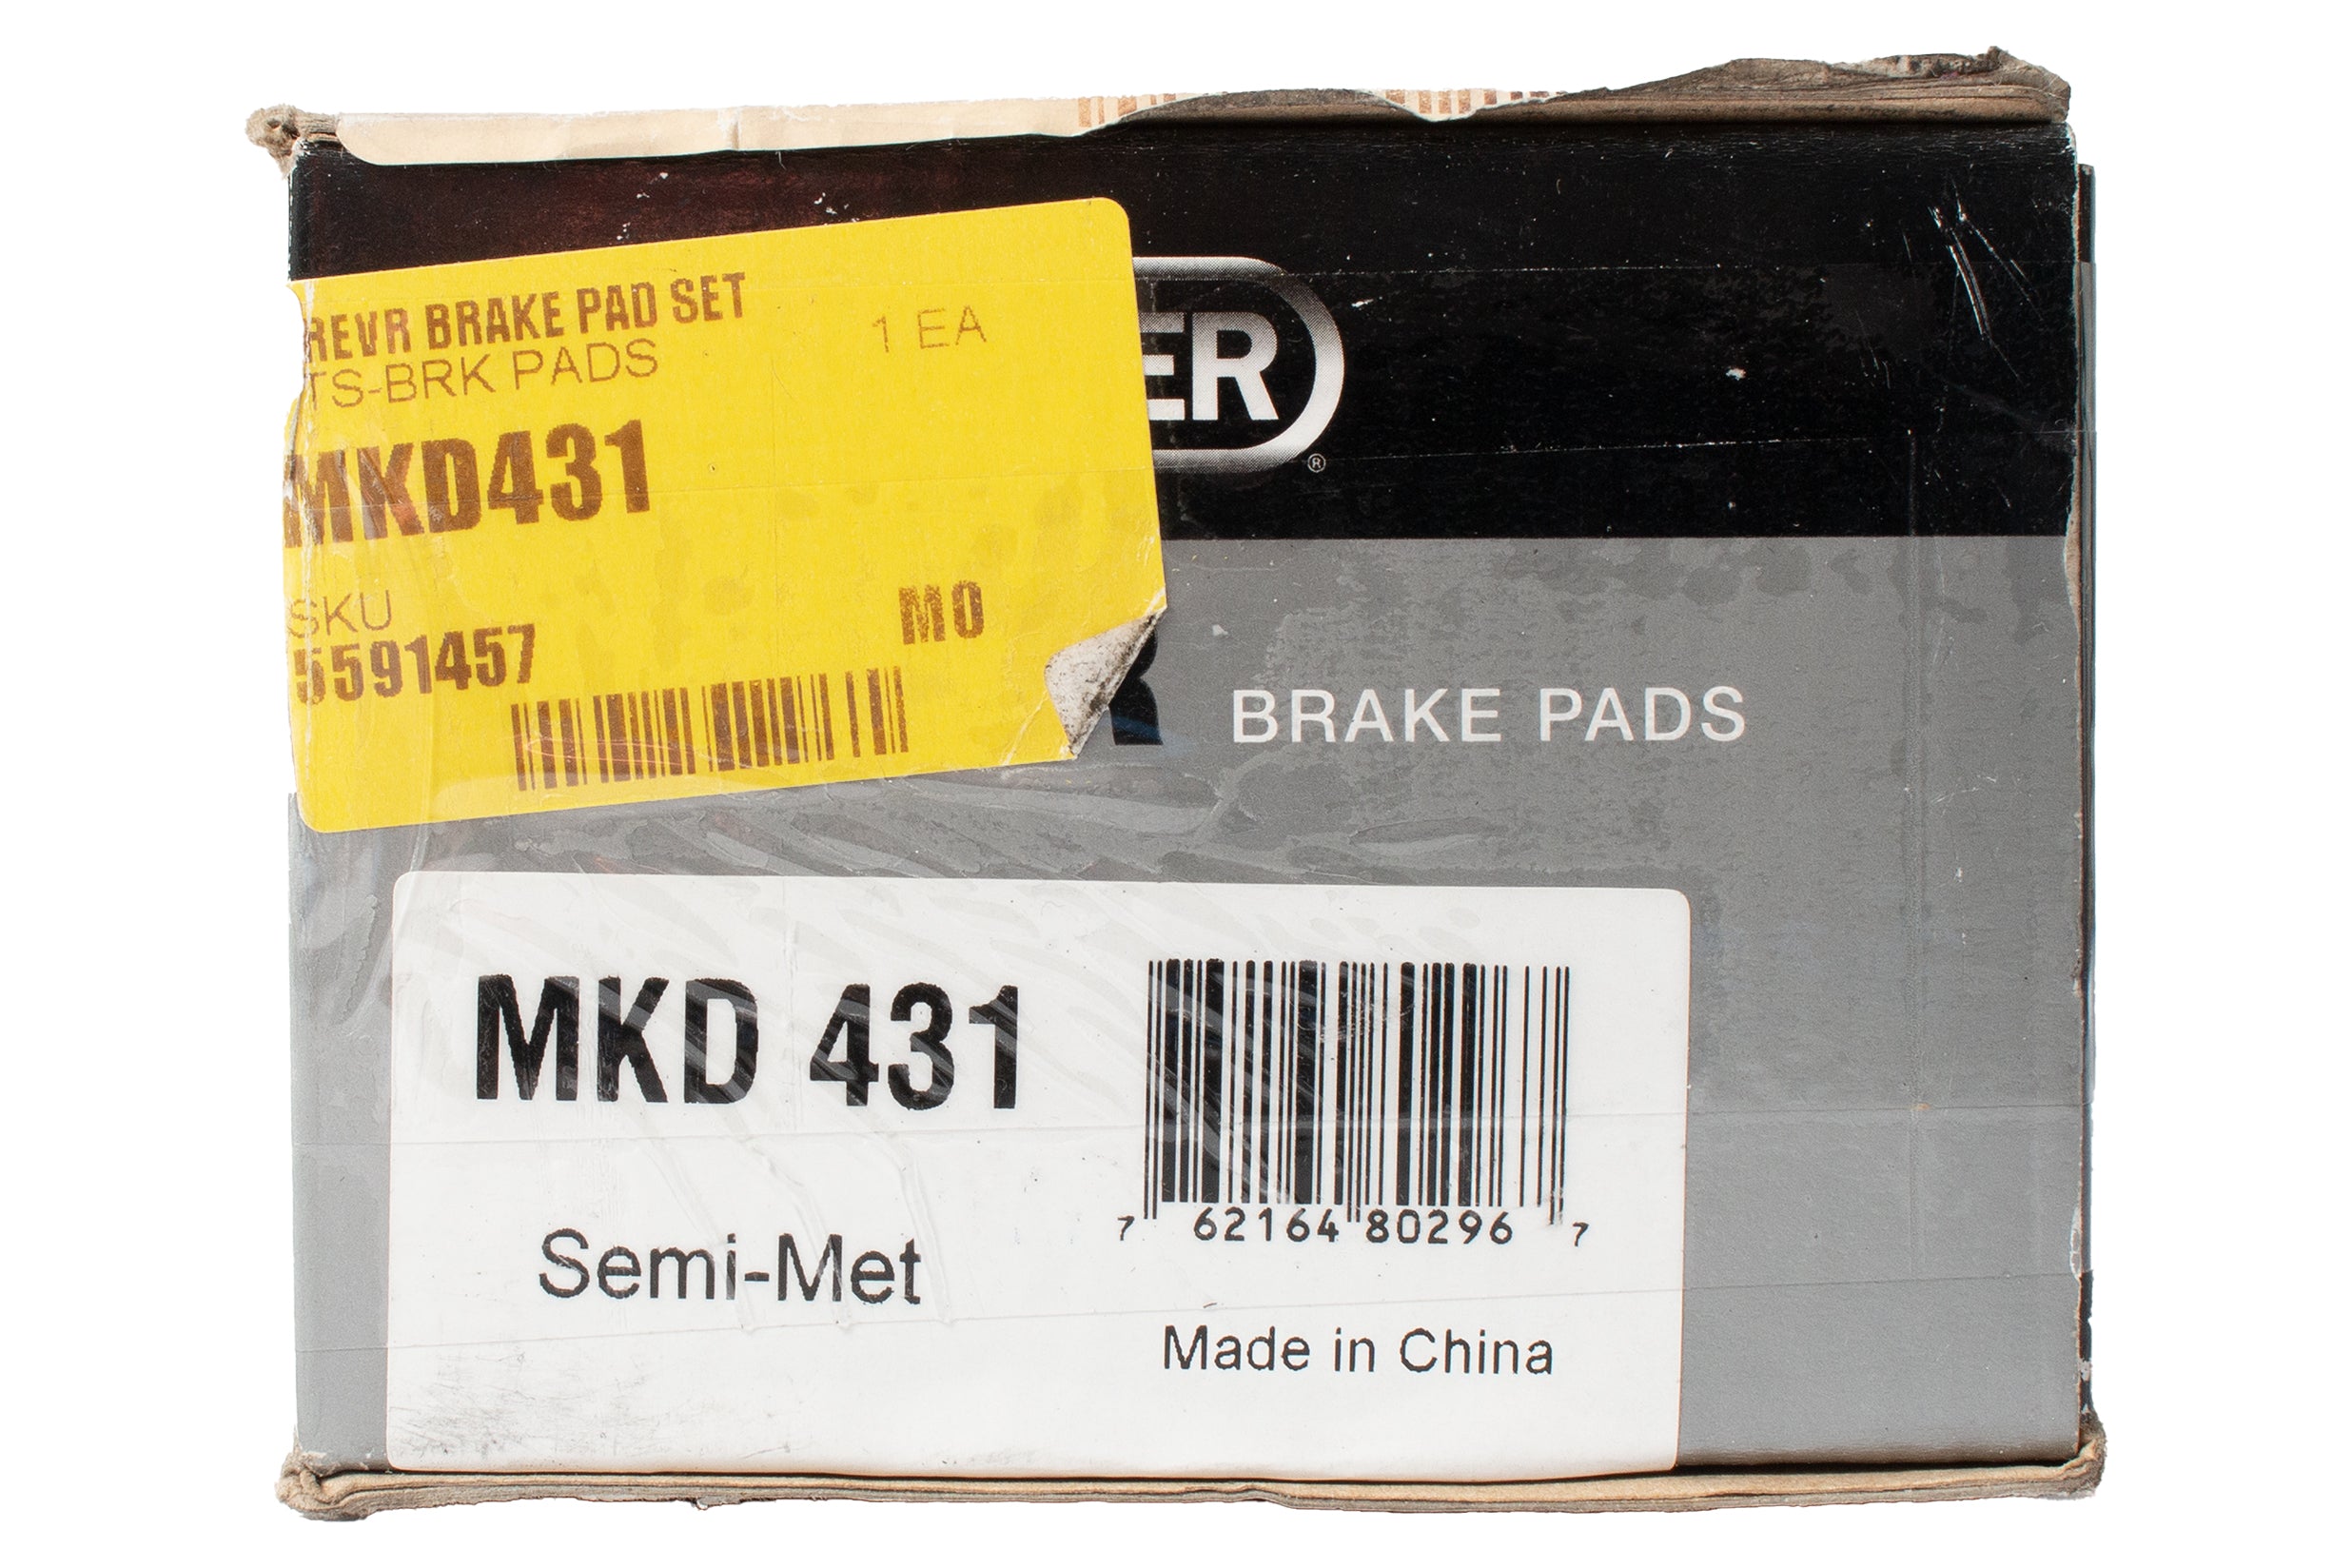 REVR BRAKE PAD SET
1 EA
TS-BRK PADS
MKD431
SKU
5591457
M0
ER
®
R BRAKE PADS
MKD 431
7 62164 80296 7
Semi-Met
Made in China